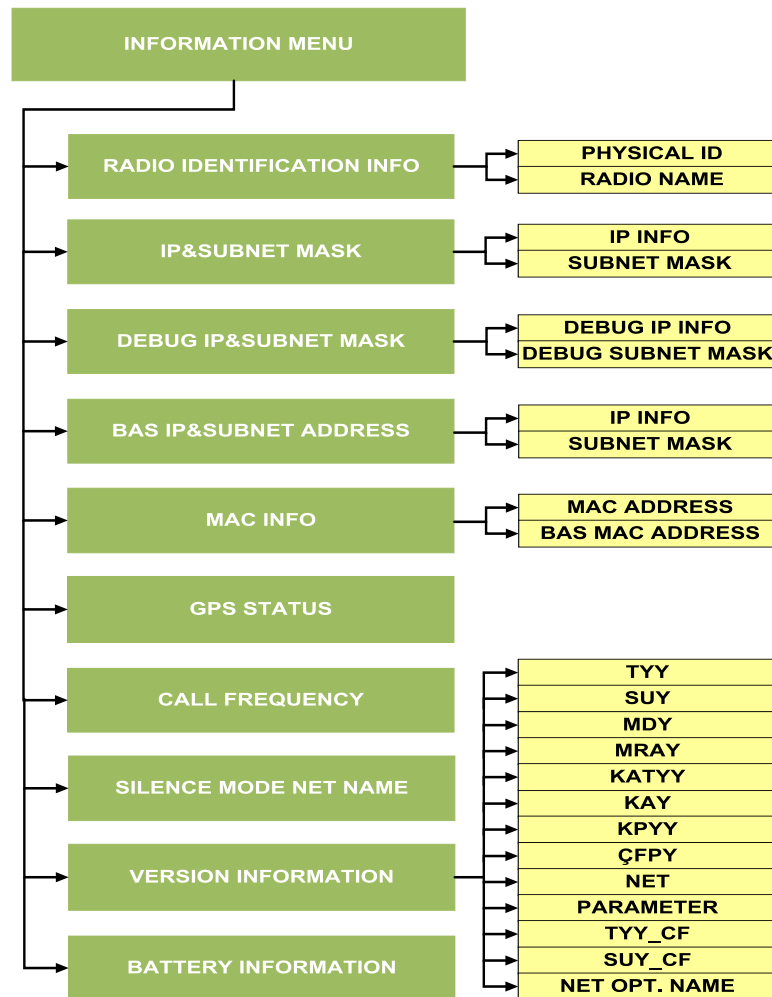 INFORMATION MENU
RADIO IDENTIFICATION INFO
PHYSICAL ID
RADIO NAME
IP&SUBNET MASK
IP INFO
SUBNET MASK
DEBUG IP&SUBNET MASK
DEBUG IP INFO
DEBUG SUBNET MASK
BAS IP&SUBNET ADDRESS
IP INFO
SUBNET MASK
MAC INFO
MAC ADDRESS
BAS MAC ADDRESS
GPS STATUS
CALL FREQUENCY
SILENCE MODE NET NAME
VERSION INFORMATION
TYY
SUY
MDY
MRAY
KATYY
KAY
KPYY
ÇFPY
NET
PARAMETER
TYY_CF
SUY_CF
NET OPT. NAME
BATTERY INFORMATION